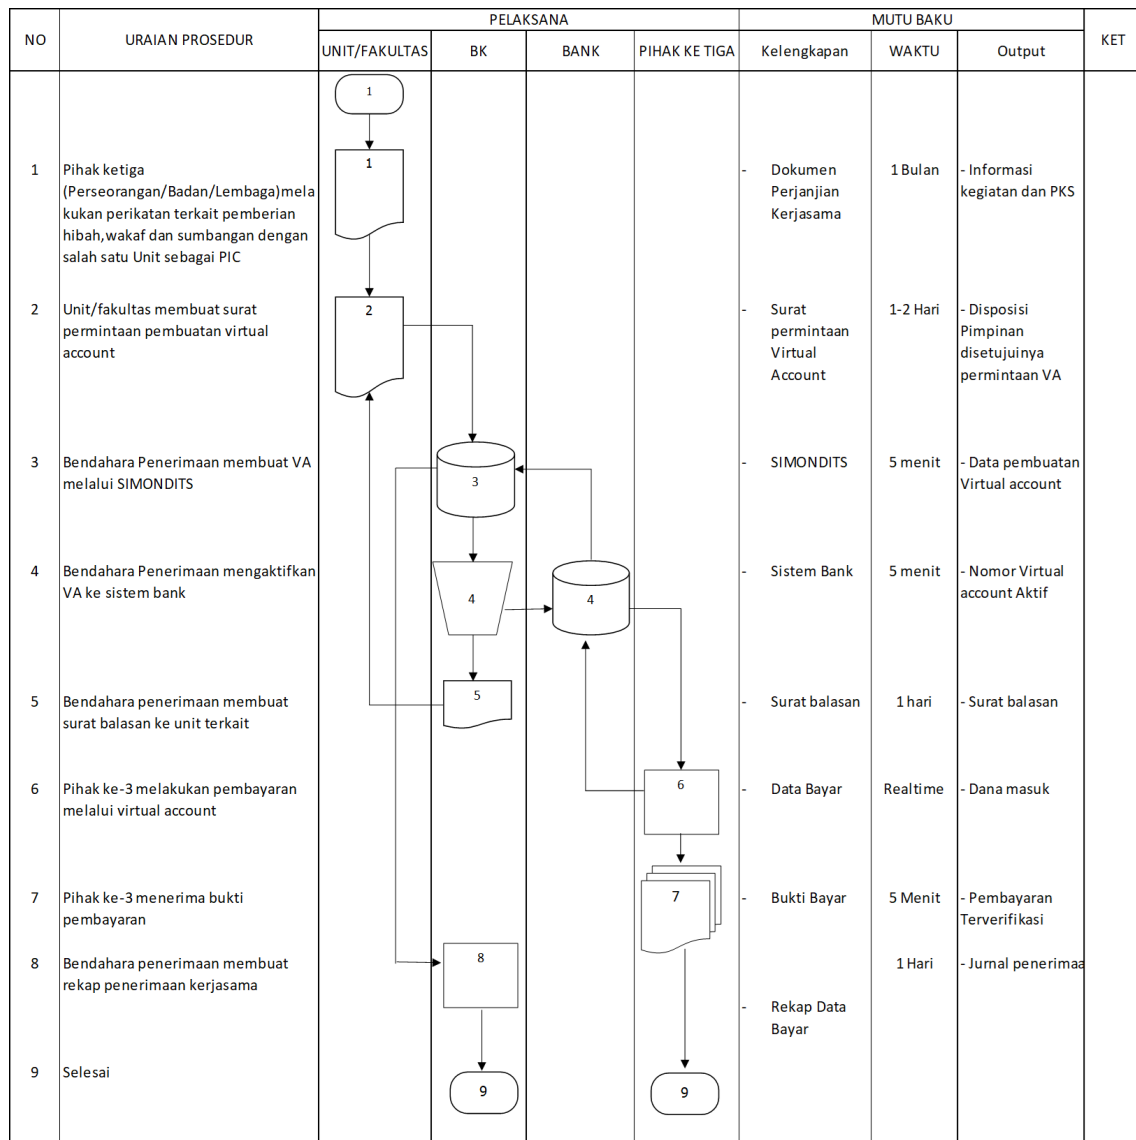 NO
URAIAN PROSEDUR
PELAKSANA
MUTU BAKU
KET
UNIT/FAKULTAS
BK
BANK
PIHAK KE TIGA
Kelengkapan
WAKTU
Output
1
1
1
Pihak ketiga
(Perseorangan/Badan/Lembaga)mela
kukan perikatan terkait pemberian
hibah,wakaf dan sumbangan dengan
salah satu Unit sebagai PIC
- Dokumen
Perjanjian
Kerjasama
1 Bulan
- Informasi
kegiatan dan PKS
2
Unit/fakultas membuat surat
permintaan pembuatan virtual
account
2
- Surat
permintaan
Virtual
Account
1-2 Hari
- Disposisi
Pimpinan
disetujuinya
permintaan VA
3
Bendahara Penerimaan membuat VA
melalui SIMONDITS
3
- SIMONDITS
5 menit
- Data pembuatan
Virtual account
4
Bendahara Penerimaan mengaktifkan
VA ke sistem bank
4
4
- Sistem Bank
5 menit
- Nomor Virtual
account Aktif
5
Bendahara penerimaan membuat
surat balasan ke unit terkait
5
- Surat balasan
1 hari
- Surat balasan
6
Pihak ke-3 melakukan pembayaran
melalui virtual account
6
- Data Bayar
Realtime
- Dana masuk
7
Pihak ke-3 menerima bukti
pembayaran
7
- Bukti Bayar
5 Menit
- Pembayaran
Terverifikasi
8
Bendahara penerimaan membuat
rekap penerimaan kerjasama
8
1 Hari
- Jurnal penerimaa
- Rekap Data
Bayar
9
Selesai
9
9